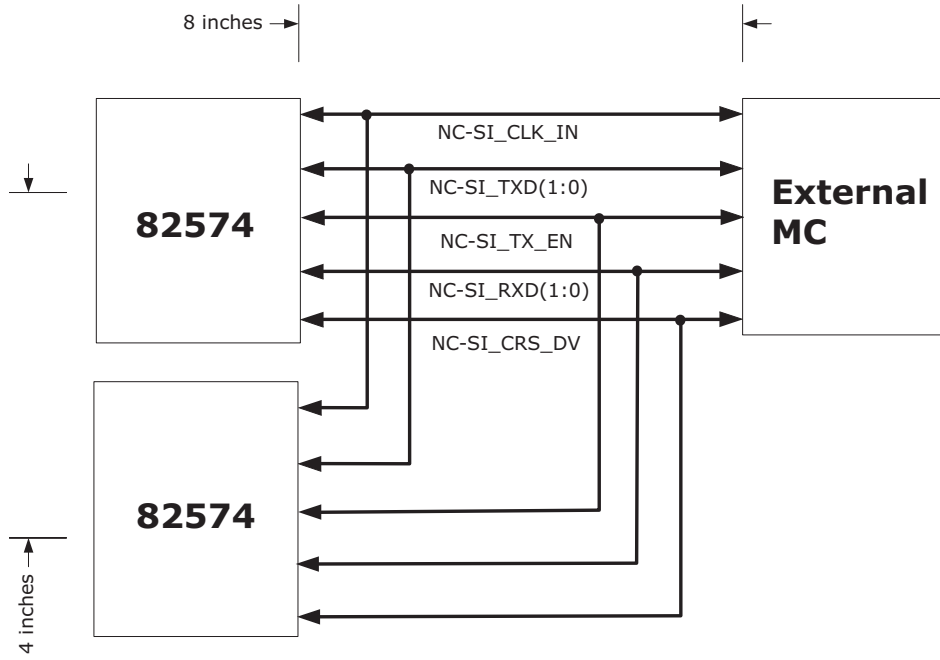 8 inches
NC-SI_CLK_IN
NC-SI_TXD(1:0)
82574
External
MC
NC-SI_TX_EN
NC-SI_RXD(1:0)
NC-SI_CRS_DV
82574
4 inches